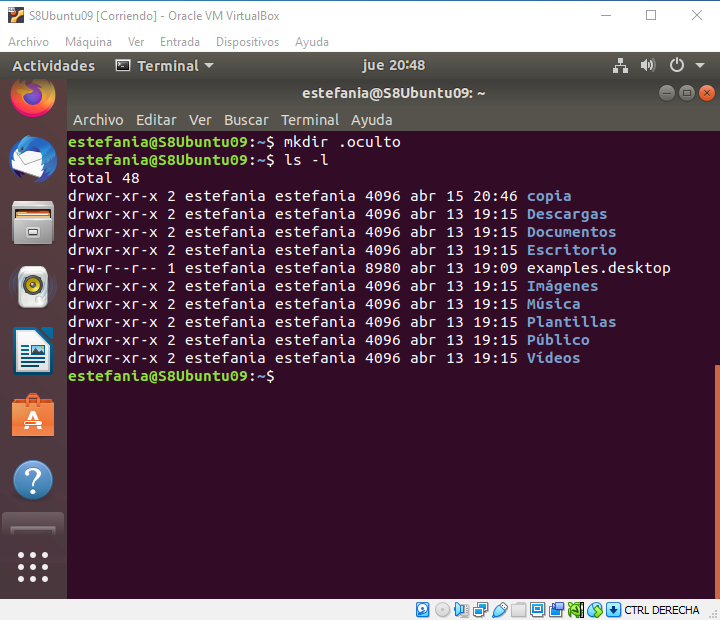 S8Ubuntu09 [Corriendo] - Oracle VM VirtualBox
Archivo Máquina Ver Entrada Dispositivos Ayuda
Actividades Terminal jue 20:48
estefania@S8Ubuntu09: ~
Archivo Editar Ver Buscar Terminal Ayuda
estefania@S8Ubuntu09:~$ mkdir .oculto
estefania@S8Ubuntu09:~$ ls -l
total 48
drwxr-xr-x 2 estefania estefania 4096 abr 15 20:46 copia
drwxr-xr-x 2 estefania estefania 4096 abr 13 19:15 Descargas
drwxr-xr-x 2 estefania estefania 4096 abr 13 19:15 Documentos
drwxr-xr-x 2 estefania estefania 4096 abr 13 19:15 Escritorio
-rw-r--r-- 1 estefania estefania 8980 abr 13 19:09 examples.desktop
drwxr-xr-x 2 estefania estefania 4096 abr 13 19:15 Imágenes
drwxr-xr-x 2 estefania estefania 4096 abr 13 19:15 Música
drwxr-xr-x 2 estefania estefania 4096 abr 13 19:15 Plantillas
drwxr-xr-x 2 estefania estefania 4096 abr 13 19:15 Público
drwxr-xr-x 2 estefania estefania 4096 abr 13 19:15 Vídeos
estefania@S8Ubuntu09:~$
CTRL DERECHA